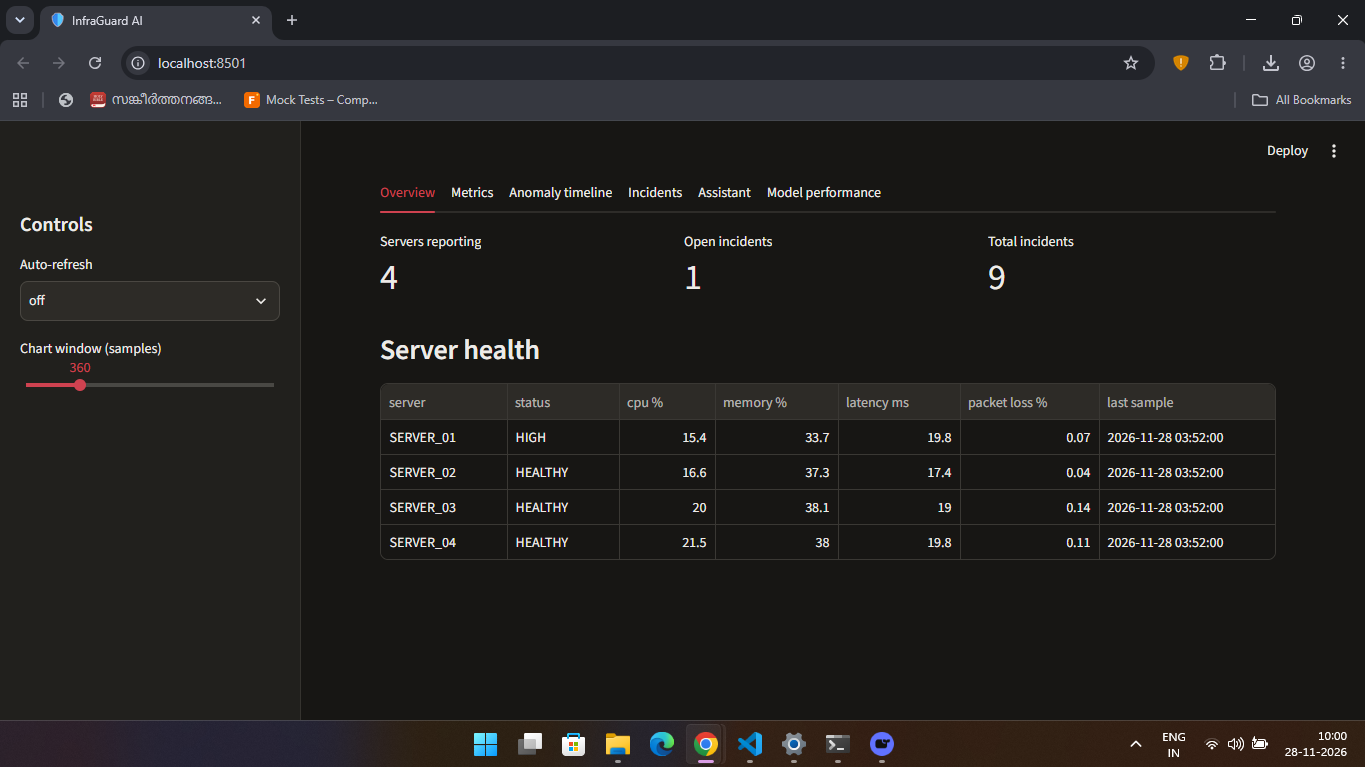 InfraGuard AI
localhost:8501
സങ്കീർത്തനങ്ങ...
Mock Tests – Comp...
All Bookmarks
Deploy
Controls
Auto-refresh
off
Chart window (samples)
360
Overview Metrics Anomaly timeline Incidents Assistant Model performance
Servers reporting Open incidents Total incidents
4 1 9
Server health
server status cpu % memory % latency ms packet loss % last sample
SERVER_01 HIGH 15.4 33.7 19.8 0.07 2026-11-28 03:52:00
SERVER_02 HEALTHY 16.6 37.3 17.4 0.04 2026-11-28 03:52:00
SERVER_03 HEALTHY 20 38.1 19 0.14 2026-11-28 03:52:00
SERVER_04 HEALTHY 21.5 38 19.8 0.11 2026-11-28 03:52:00
ENG
IN
10:00
28-11-2026